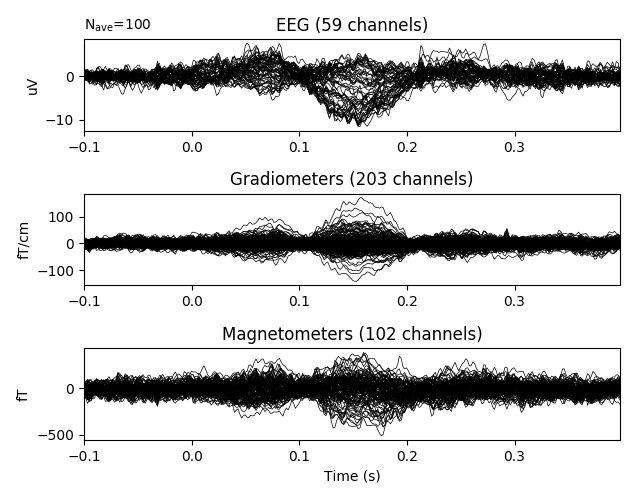 N_ave=100
EEG (59 channels)
uV
0
−10
−0.1 0.0 0.1 0.2 0.3
Gradiometers (203 channels)
fT/cm
100
0
−100
−0.1 0.0 0.1 0.2 0.3
Magnetometers (102 channels)
fT
0
−500
−0.1 0.0 0.1 0.2 0.3
Time (s)